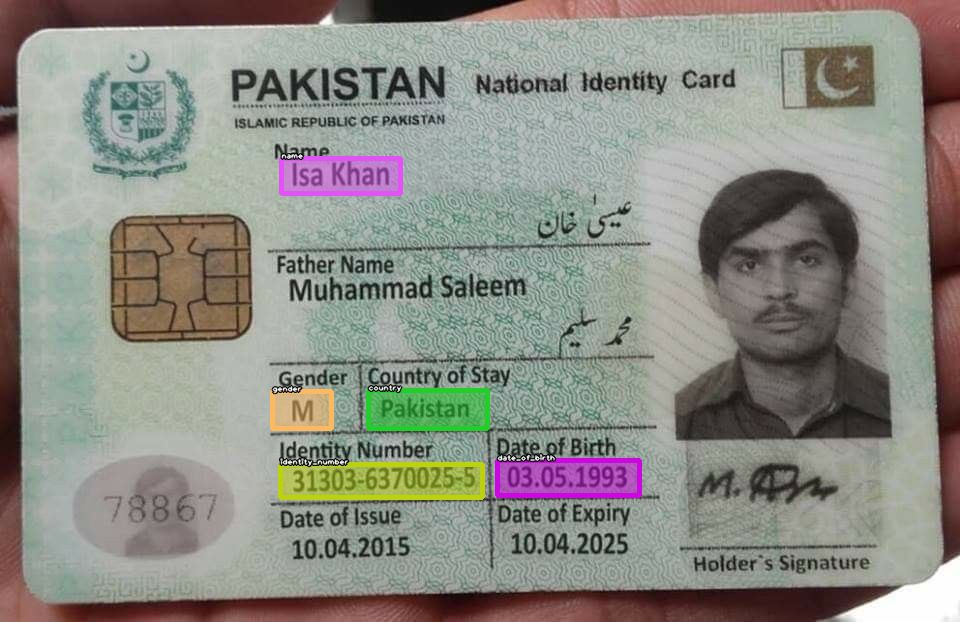 PAKISTAN National Identity Card
ISLAMIC REPUBLIC OF PAKISTAN
Name
name
Isa Khan
عیسیٰ خان
Father Name
Muhammad Saleem
محمد سلیم
Gender Country of Stay
gender country
M Pakistan
Identity Number Date of Birth
identity_number date_of_birth
31303-6370025-5 03.05.1993
78867
Date of Issue Date of Expiry
10.04.2015 10.04.2025
Holder`s Signature